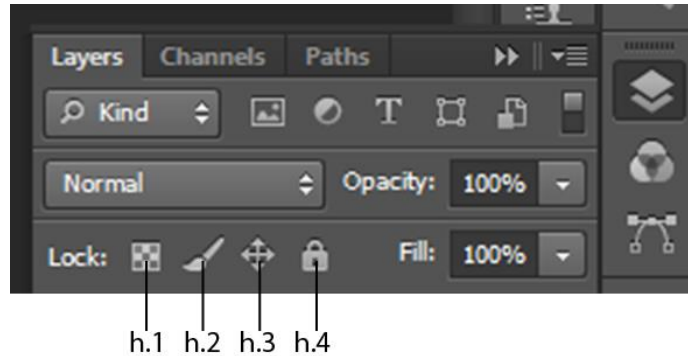 Layers Channels Paths
Kind T
Normal Opacity: 100%
Lock: Fill: 100%
h.1 h.2 h.3 h.4